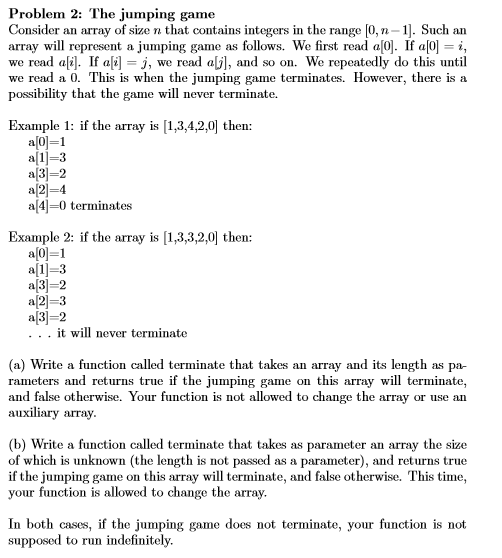 Problem 2: The jumping game
Consider an array of size n that contains integers in the range [0, n − 1]. Such an
array will represent a jumping game as follows. We first read a[0]. If a[0] = i,
we read a[i]. If a[i] = j, we read a[j], and so on. We repeatedly do this until
we read a 0. This is when the jumping game terminates. However, there is a
possibility that the game will never terminate.
Example 1: if the array is [1,3,4,2,0] then:
a[0]=1
a[1]=3
a[3]=2
a[2]=4
a[4]=0 terminates
Example 2: if the array is [1,3,3,2,0] then:
a[0]=1
a[1]=3
a[3]=2
a[2]=3
a[3]=2
. . . it will never terminate
(a) Write a function called terminate that takes an array and its length as pa-
rameters and returns true if the jumping game on this array will terminate,
and false otherwise. Your function is not allowed to change the array or use an
auxiliary array.
(b) Write a function called terminate that takes as parameter an array the size
of which is unknown (the length is not passed as a parameter), and returns true
if the jumping game on this array will terminate, and false otherwise. This time,
your function is allowed to change the array.
In both cases, if the jumping game does not terminate, your function is not
supposed to run indefinitely.